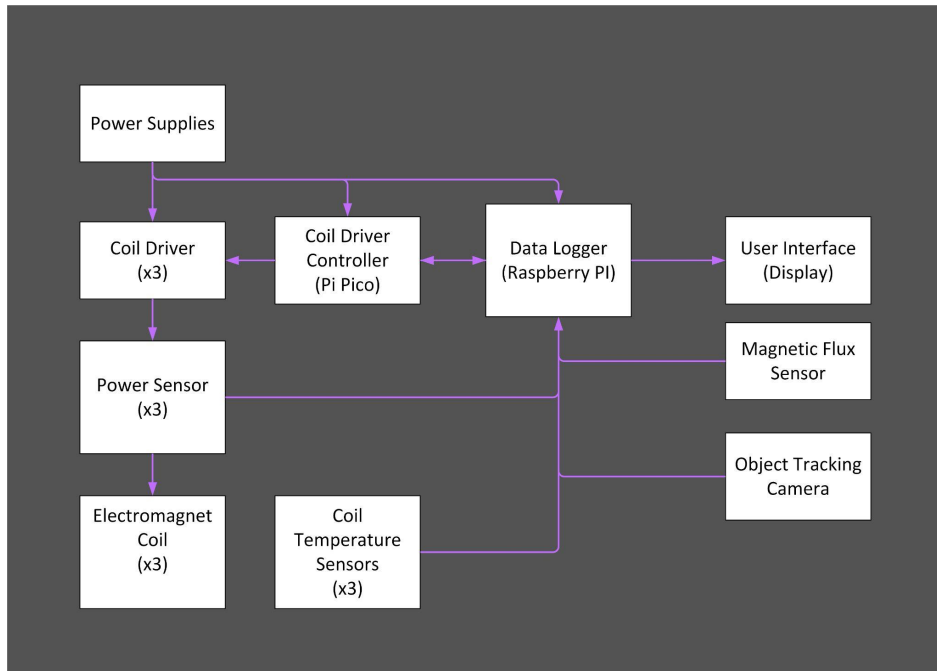 Power Supplies
Coil Driver
(x3)
Coil Driver
Controller
(Pi Pico)
Data Logger
(Raspberry PI)
User Interface
(Display)
Power Sensor
(x3)
Magnetic Flux
Sensor
Object Tracking
Camera
Electromagnet
Coil
(x3)
Coil
Temperature
Sensors
(x3)